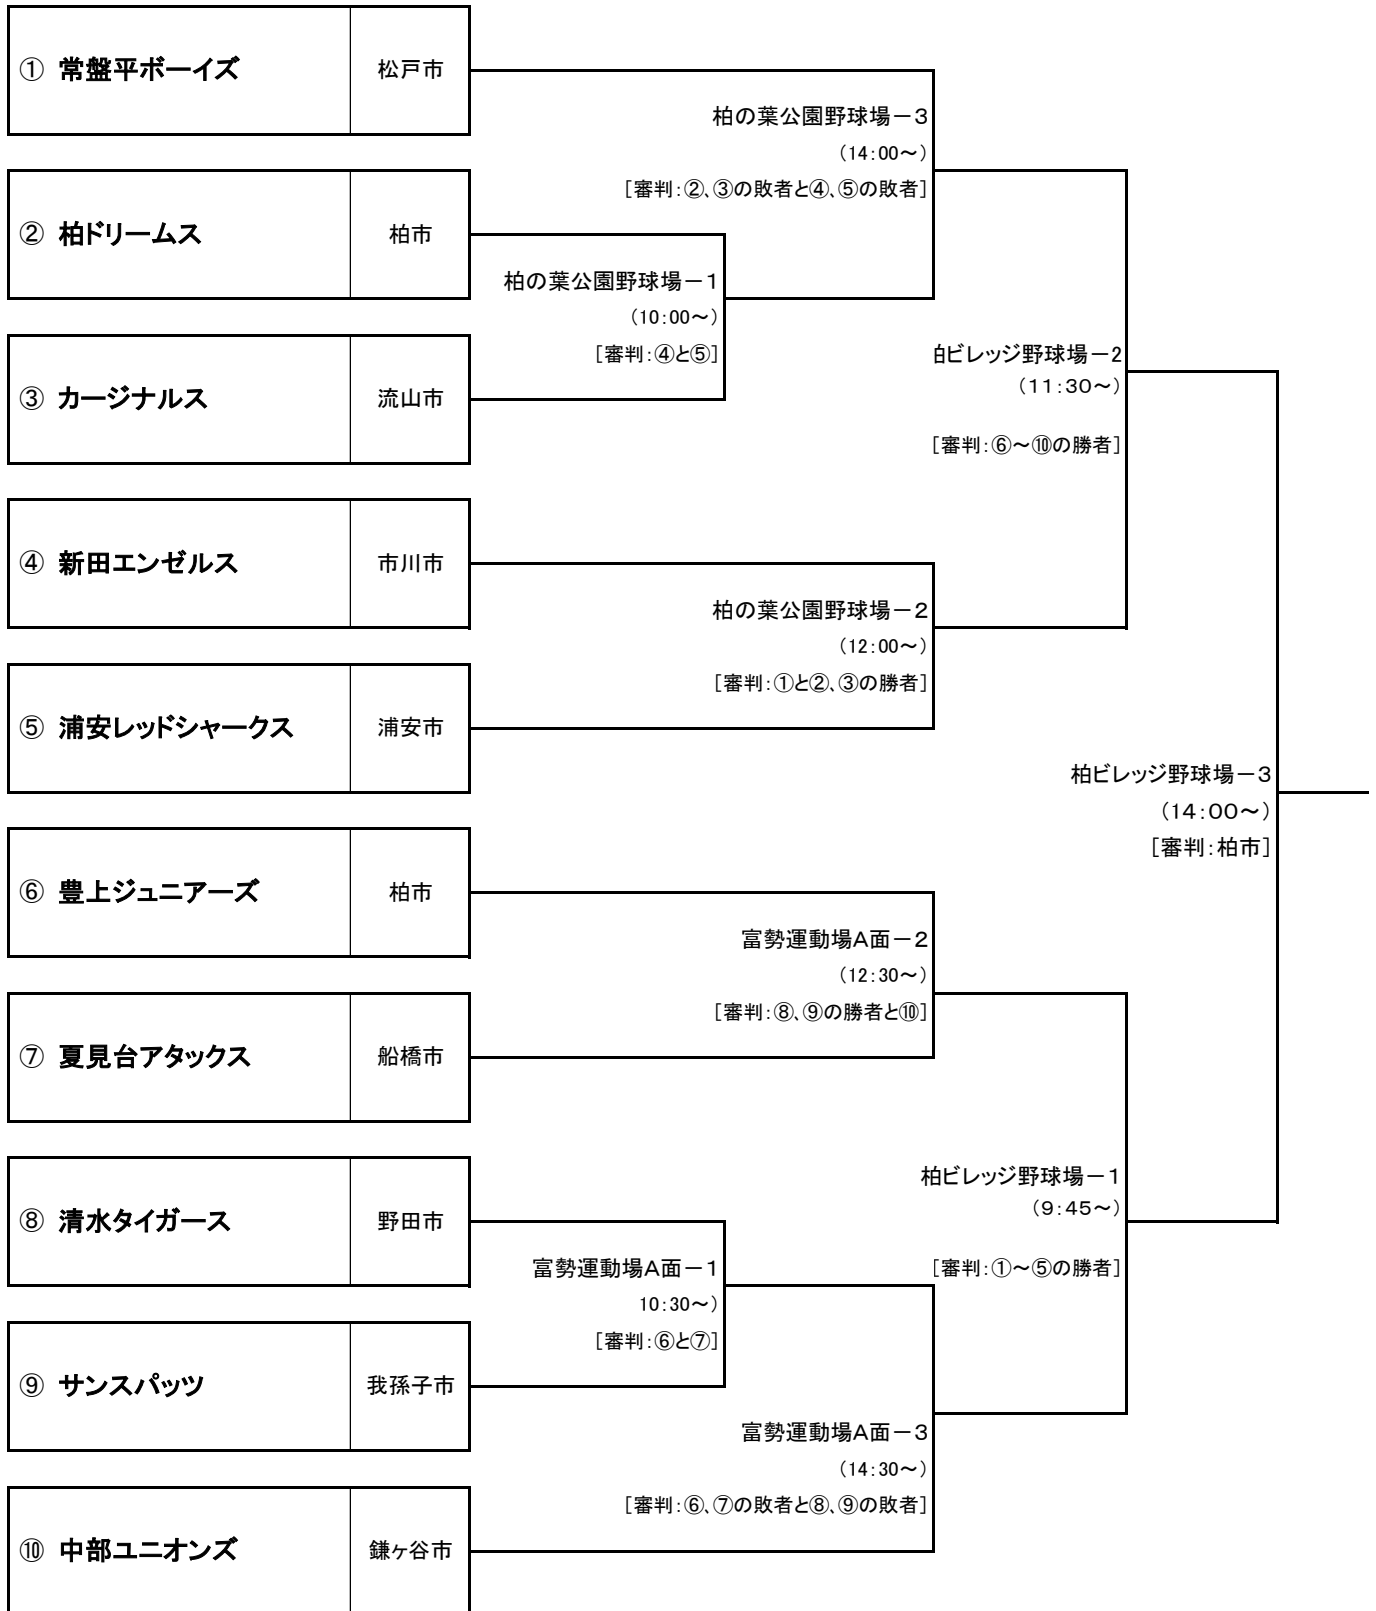 ① 常盤平ボーイズ 松戸市
柏の葉公園野球場－3
（14：00～）
［審判：②、③の敗者と④、⑤の敗者］
② 柏ドリームス 柏市
柏の葉公園野球場－1
（10：00～）
［審判：④と⑤］
③ カージナルス 流山市
ビレッジ野球場－2
（11：30～）
［審判：⑥～⑩の勝者］
④ 新田エンゼルス 市川市
柏の葉公園野球場－2
（12：00～）
［審判：①と②、③の勝者］
⑤ 浦安レッドシャークス 浦安市
柏ビレッジ野球場－3
（14：00～）
［審判：柏市］
⑥ 豊上ジュニアーズ 柏市
富勢運動場A面－2
（12：30～）
［審判：⑧、⑨の勝者と⑩］
⑦ 夏見台アタックス 船橋市
柏ビレッジ野球場－1
（9：45～）
［審判：①～⑤の勝者］
⑧ 清水タイガース 野田市
富勢運動場A面－1
10：30～）
［審判：⑥と⑦］
⑨ サンスパッツ 我孫子市
富勢運動場A面－3
（14：30～）
［審判：⑥、⑦の敗者と⑧、⑨の敗者］
⑩ 中部ユニオンズ 鎌ヶ谷市